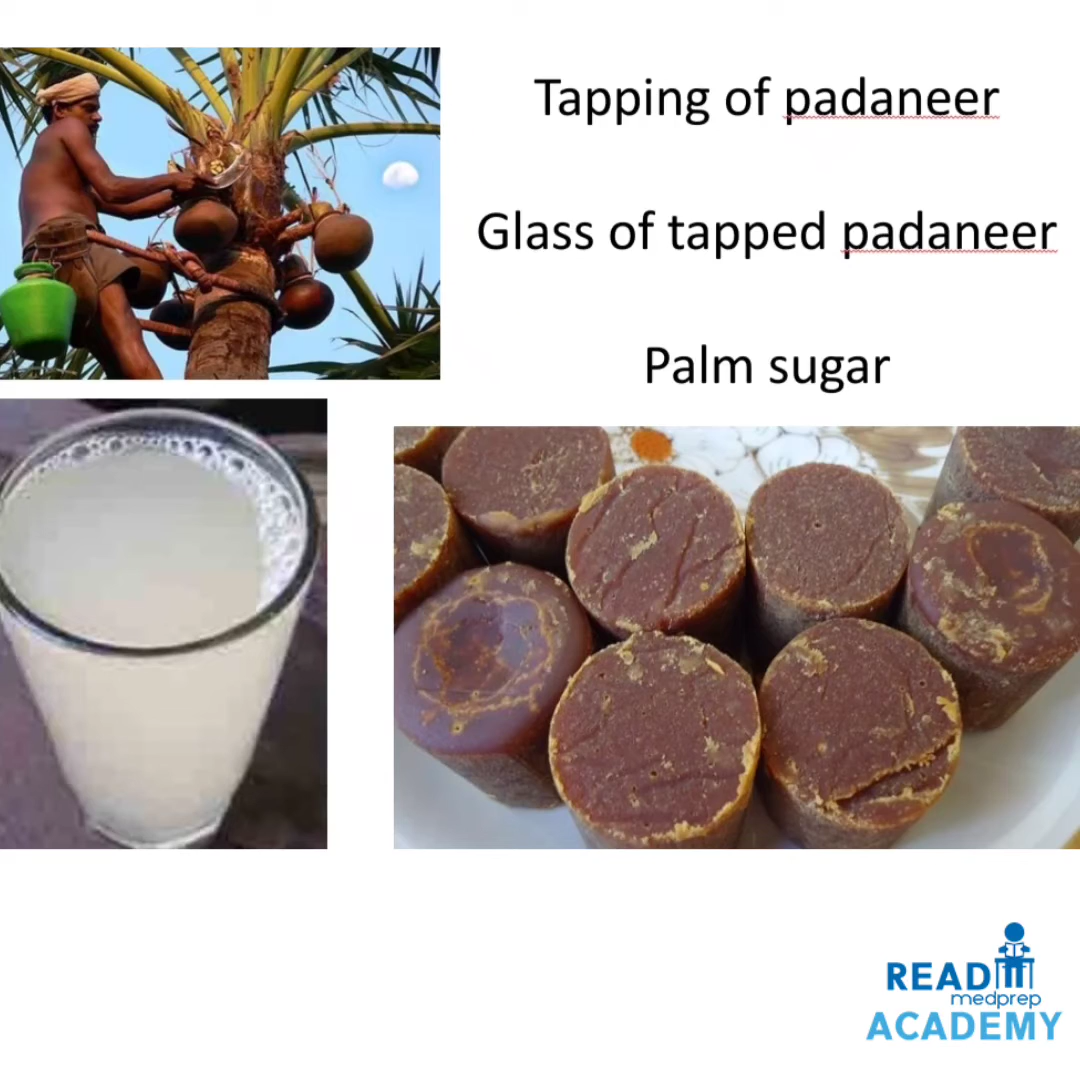 Tapping of padaneer
Glass of tapped padaneer
Palm sugar
READ
medprep
ACADEMY